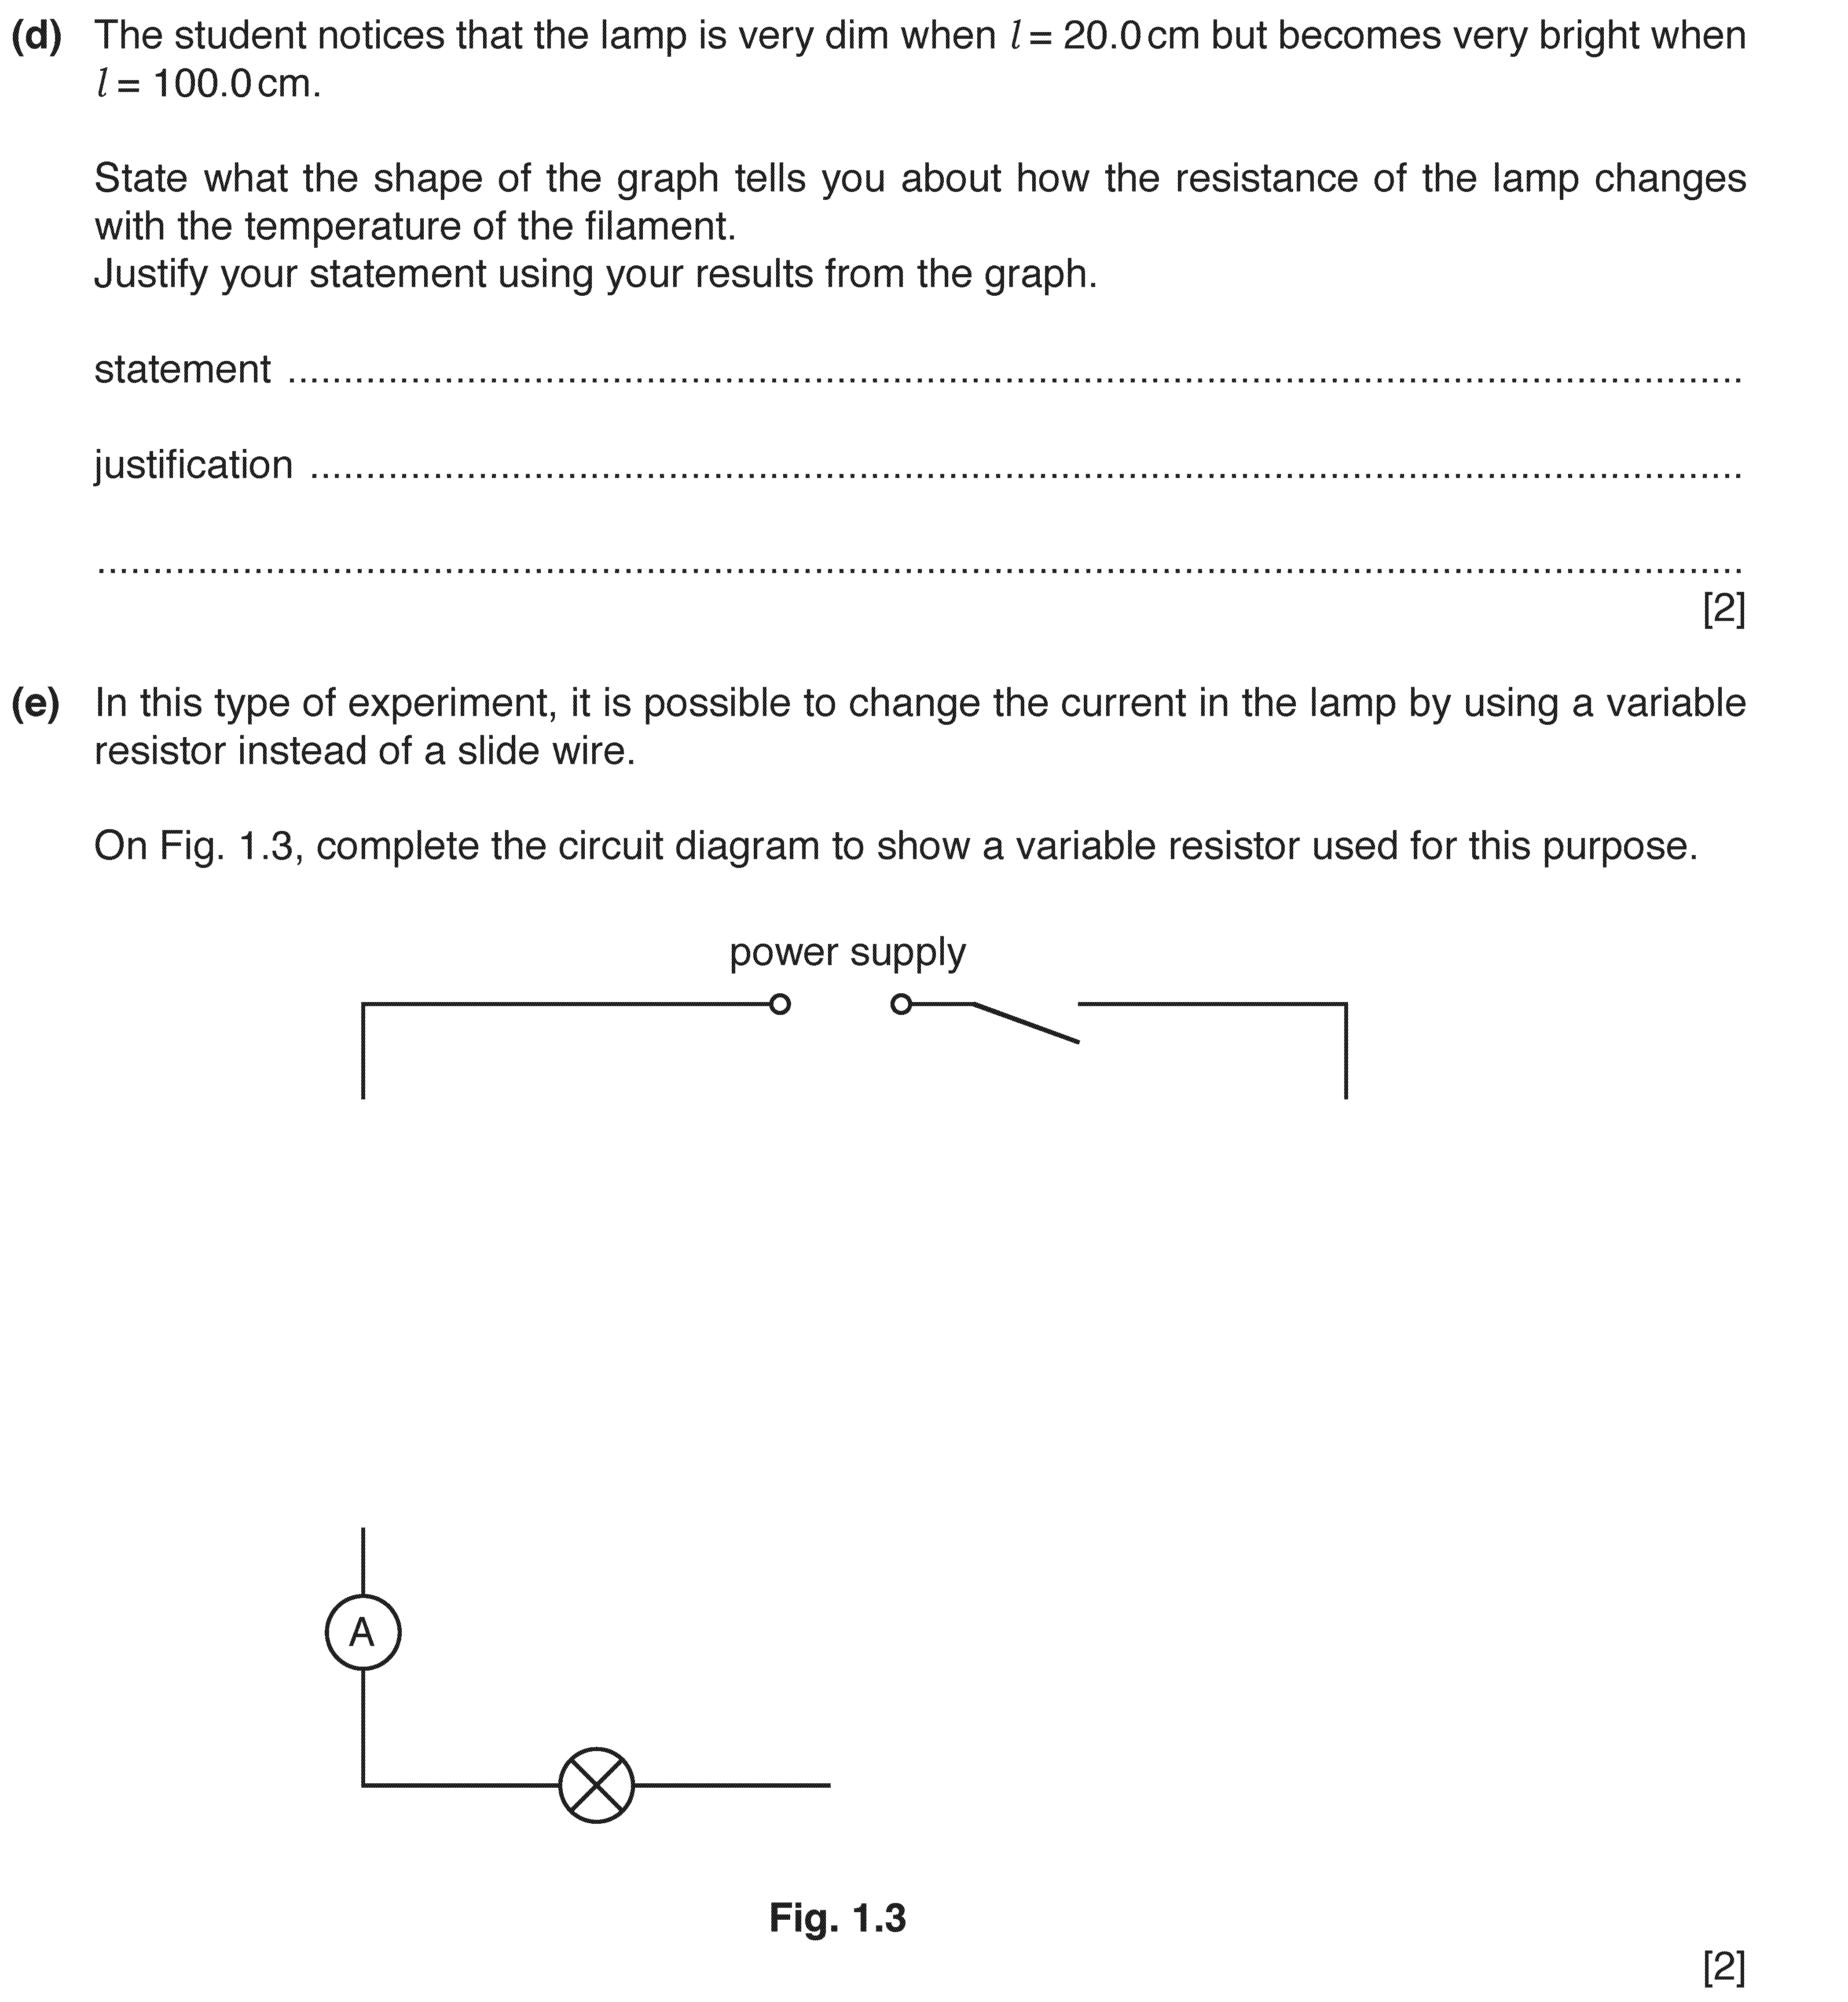 (d) The student notices that the lamp is very dim when l = 20.0 cm but becomes very bright when
l = 100.0 cm.
State what the shape of the graph tells you about how the resistance of the lamp changes
with the temperature of the filament.
Justify your statement using your results from the graph.
statement ..........................................................................................................................
justification ........................................................................................................................
..........................................................................................................................................
[2]
(e) In this type of experiment, it is possible to change the current in the lamp by using a variable
resistor instead of a slide wire.
On Fig. 1.3, complete the circuit diagram to show a variable resistor used for this purpose.
power supply
A
Fig. 1.3
[2]